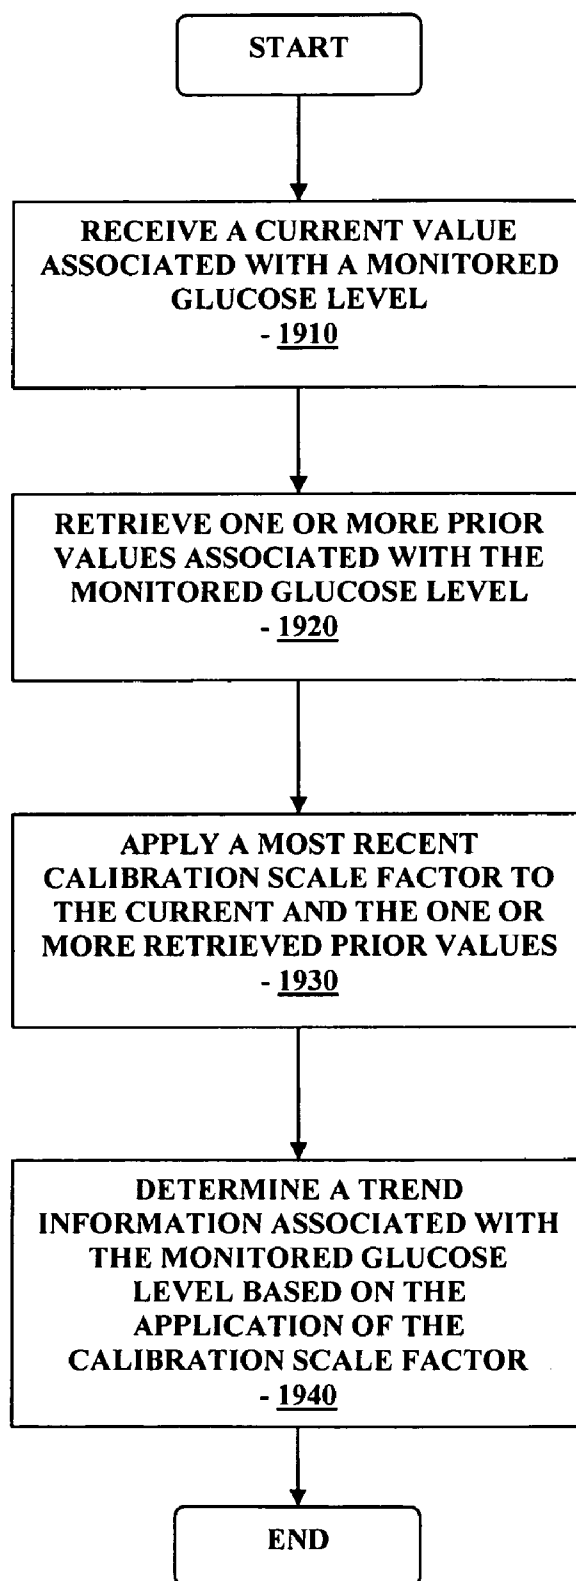 START
RECEIVE A CURRENT VALUE
ASSOCIATED WITH A MONITORED
GLUCOSE LEVEL
- 1910
RETRIEVE ONE OR MORE PRIOR
VALUES ASSOCIATED WITH THE
MONITORED GLUCOSE LEVEL
- 1920
APPLY A MOST RECENT
CALIBRATION SCALE FACTOR TO
THE CURRENT AND THE ONE OR
MORE RETRIEVED PRIOR VALUES
- 1930
DETERMINE A TREND
INFORMATION ASSOCIATED WITH
THE MONITORED GLUCOSE
LEVEL BASED ON THE
APPLICATION OF THE
CALIBRATION SCALE FACTOR
- 1940
END